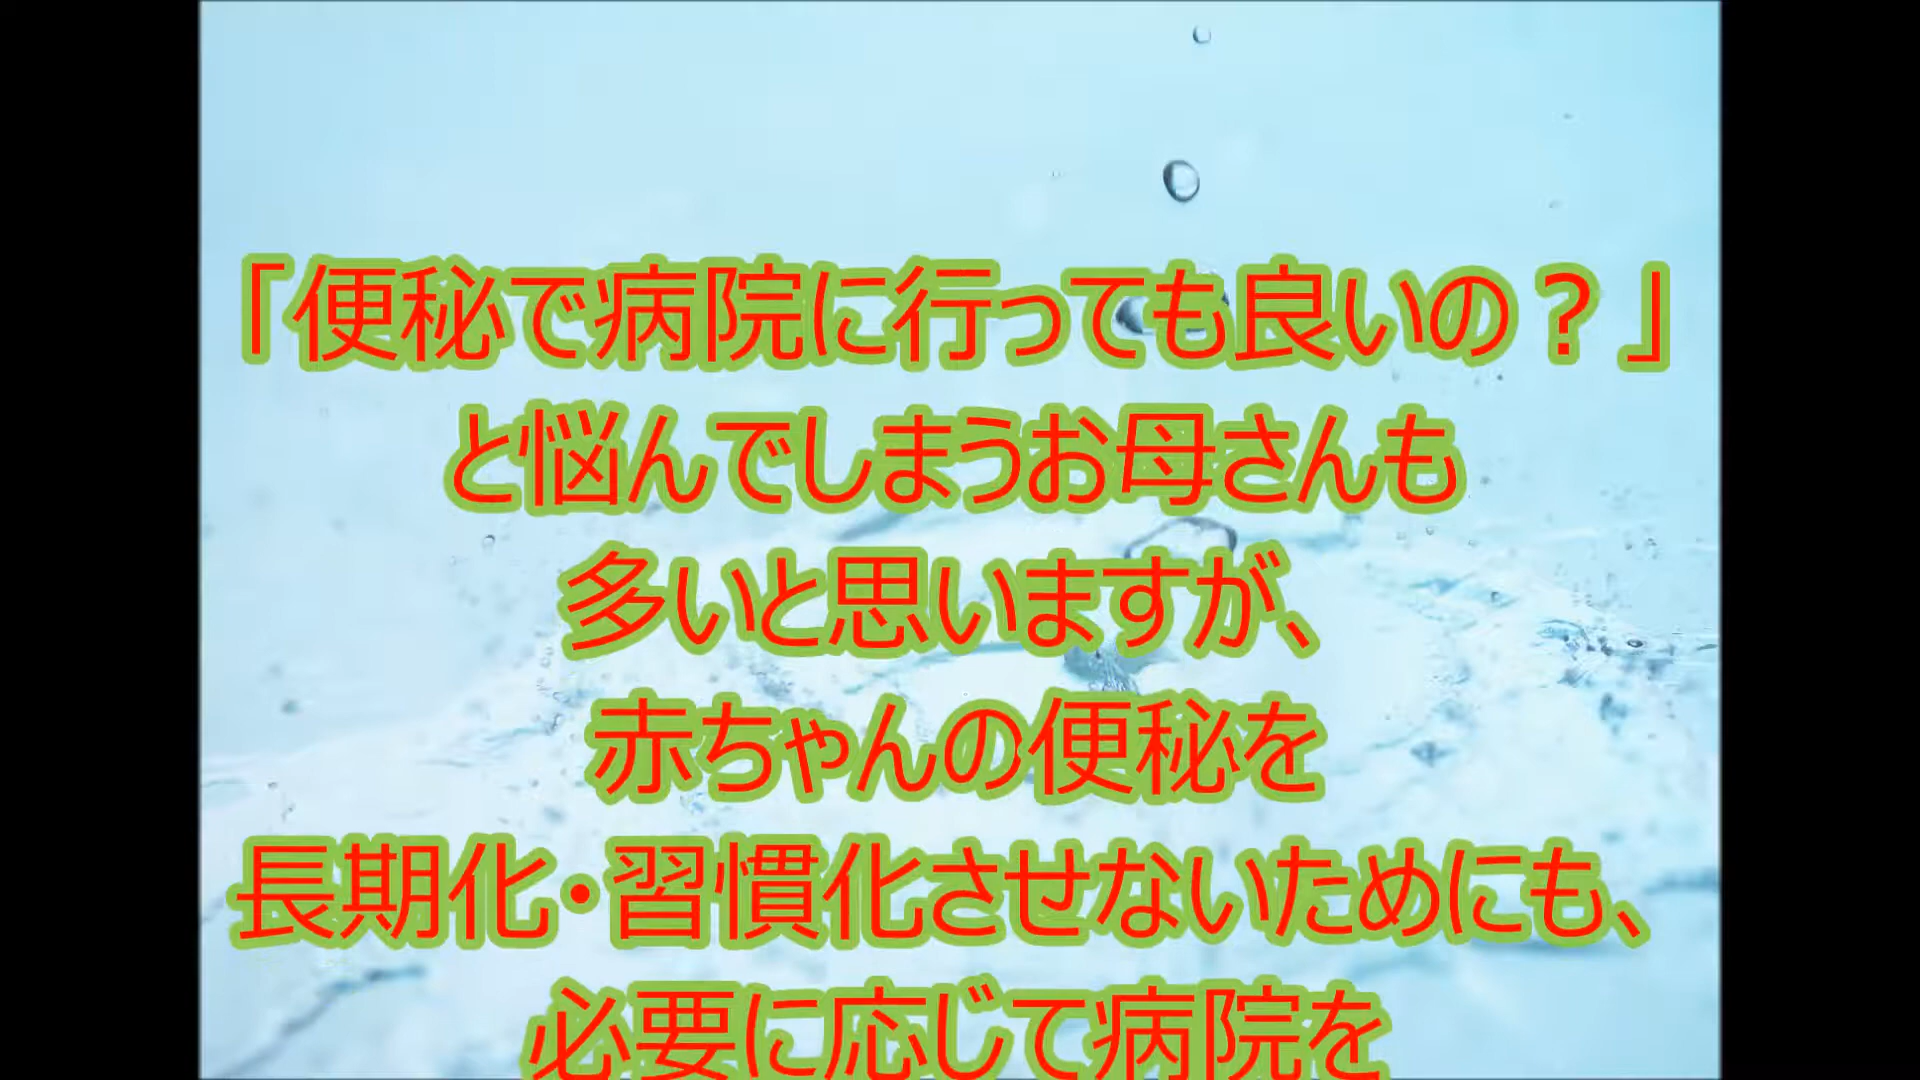 「便秘で病院に行っても良いの？」
と悩んでしまうお母さんも
多いと思いますが、
赤ちゃんの便秘を
長期化・習慣化させないためにも、
必要に応じて病院を